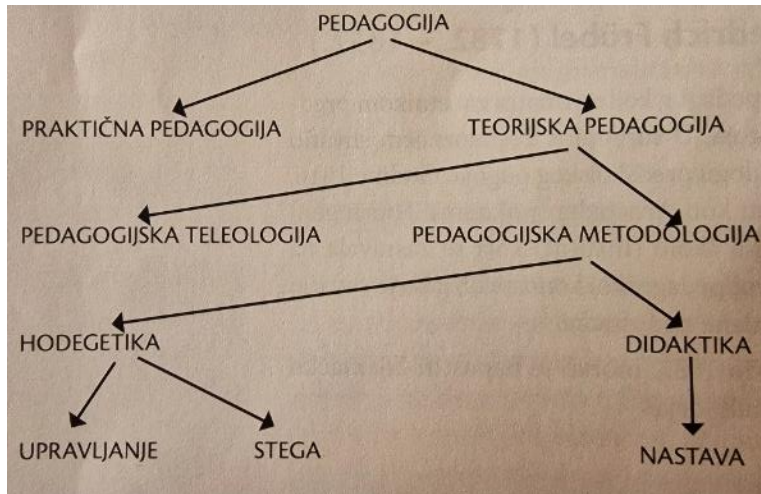 PEDAGOGIJA
PRAKTIČNA PEDAGOGIJA
TEORIJSKA PEDAGOGIJA
PEDAGOGIJSKA TELEOLOGIJA
PEDAGOGIJSKA METODOLOGIJA
HODEGETIKA
DIDAKTIKA
UPRAVLJANJE
STEGA
NASTAVA